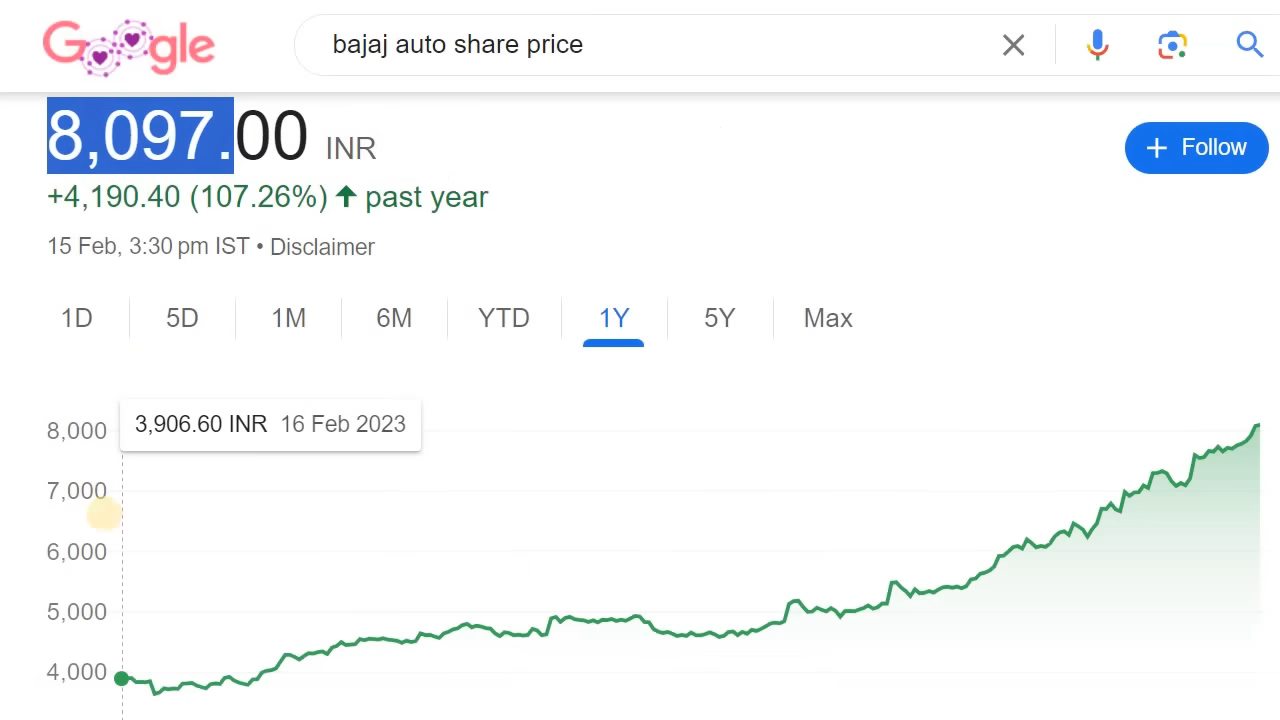 Google
bajaj auto share price
8,097.00 INR
+ Follow
+4,190.40 (107.26%) ↑ past year
15 Feb, 3:30 pm IST • Disclaimer
1D 5D 1M 6M YTD 1Y 5Y Max
3,906.60 INR 16 Feb 2023
8,000
7,000
6,000
5,000
4,000